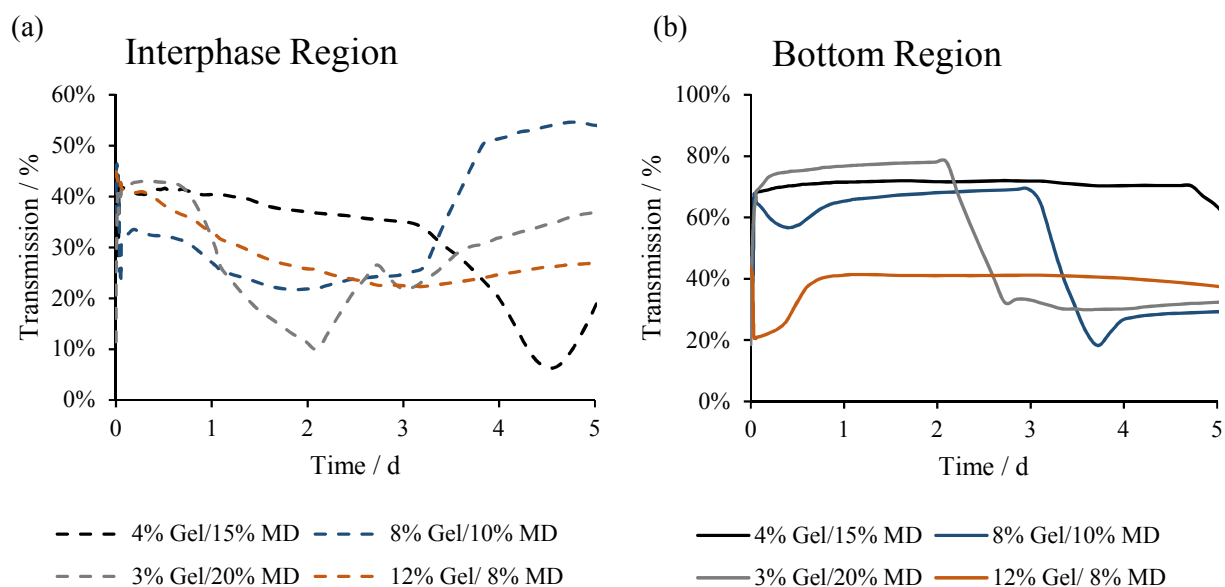 (a)
Interphase Region
Transmission / %
60%
50%
40%
30%
20%
10%
0%
0 1 2 3 4 5
Time / d
4% Gel/15% MD
8% Gel/10% MD
3% Gel/20% MD
12% Gel/ 8% MD
(b)
Bottom Region
Transmission / %
100%
80%
60%
40%
20%
0%
0 1 2 3 4 5
Time / d
4% Gel/15% MD
8% Gel/10% MD
3% Gel/20% MD
12% Gel/ 8% MD